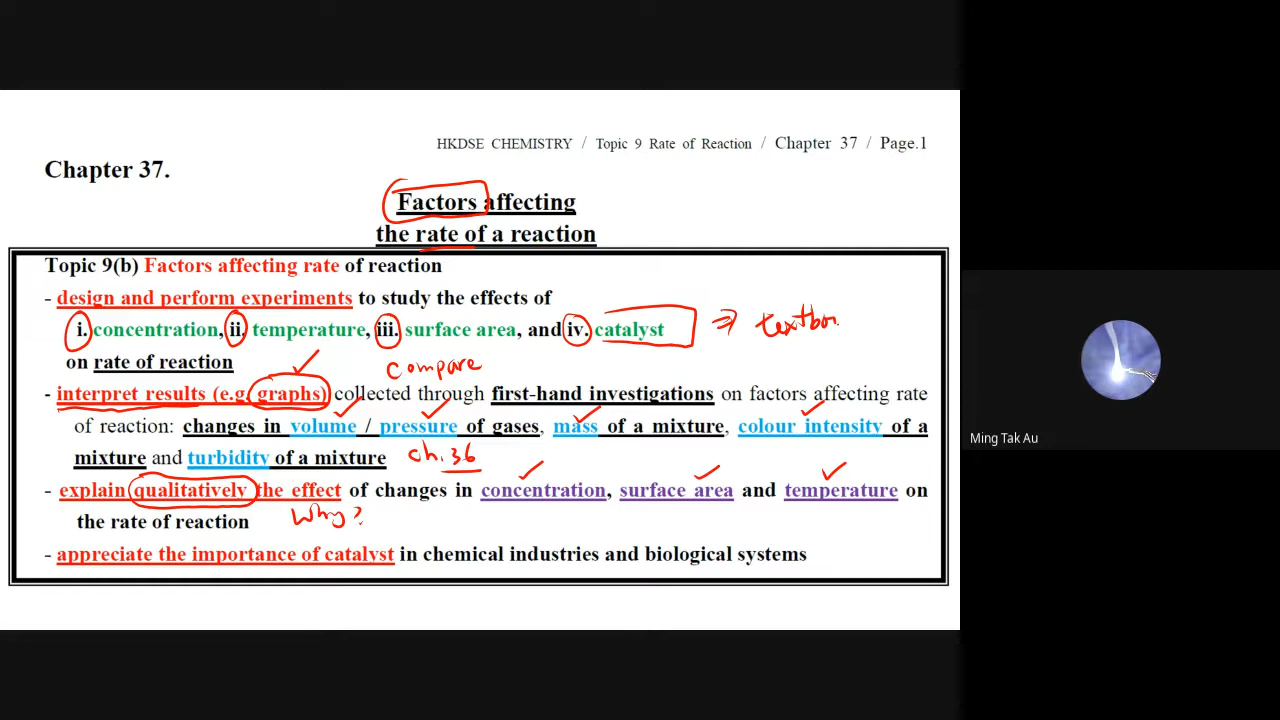 HKDSE CHEMISTRY / Topic 9 Rate of Reaction / Chapter 37 / Page.1
Chapter 37.
Factors affecting
the rate of a reaction
Topic 9(b) Factors affecting rate of reaction
- design and perform experiments to study the effects of
i. concentration, ii. temperature, iii. surface area, and iv. catalyst ⇒ textboo
on rate of reaction
compare
- interpret results (e.g. graphs) collected through first-hand investigations on factors affecting rate
of reaction: changes in volume / pressure of gases, mass of a mixture, colour intensity of a
mixture and turbidity of a mixture ch.36
- explain qualitatively the effect of changes in concentration, surface area and temperature on
the rate of reaction Why?
- appreciate the importance of catalyst in chemical industries and biological systems
Ming Tak Au